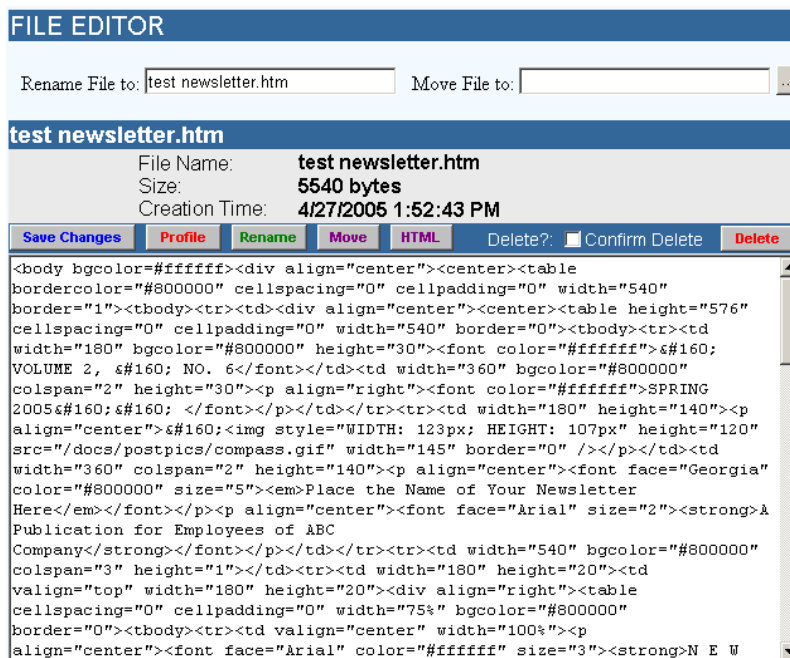 FILE EDITOR
Rename File to: test newsletter.htm Move File to: ...
test newsletter.htm
File Name: test newsletter.htm
Size: 5540 bytes
Creation Time: 4/27/2005 1:52:43 PM
Save Changes Profile Rename Move HTML Delete?: Confirm Delete Delete
<body bgcolor=#ffffff><div align="center"><center><table
bordercolor="#800000" cellspacing="0" cellpadding="0" width="540"
border="1"><tbody><tr><td><div align="center"><center><table height="576"
cellspacing="0" cellpadding="0" width="540" border="0"><tbody><tr><td
width="180" bgcolor="#800000" height="30"><font color="#ffffff">&#160;
VOLUME 2, &#160; NO. 6</font></td><td width="360" bgcolor="#800000"
colspan="2" height="30"><p align="right"><font color="#ffffff">SPRING
2005&#160;&#160; </font></p></td></tr><tr><td width="180" height="140"><p
align="center">&#160;<img style="WIDTH: 123px; HEIGHT: 107px" height="120"
src="/docs/postpics/compass.gif" width="145" border="0" /></p></td><td
width="360" colspan="2" height="140"><p align="center"><font face="Georgia"
color="#800000" size="5"><em>Place the Name of Your Newsletter
Here</em></font></p><p align="center"><font face="Arial" size="2"><strong>A
Publication for Employees of ABC
Company</strong></font></p></td></tr><tr><td width="540" bgcolor="#800000"
colspan="3" height="1"></td></tr><tr><td width="180" height="20"><td
valign="top" width="180" height="20"><div align="right"><table
cellspacing="0" cellpadding="0" width="75%" bgcolor="#800000"
border="0"><tbody><tr><td valign="center" width="100%"><p
align="center"><font face="Arial" color="#ffffff" size="3"><strong>N E W